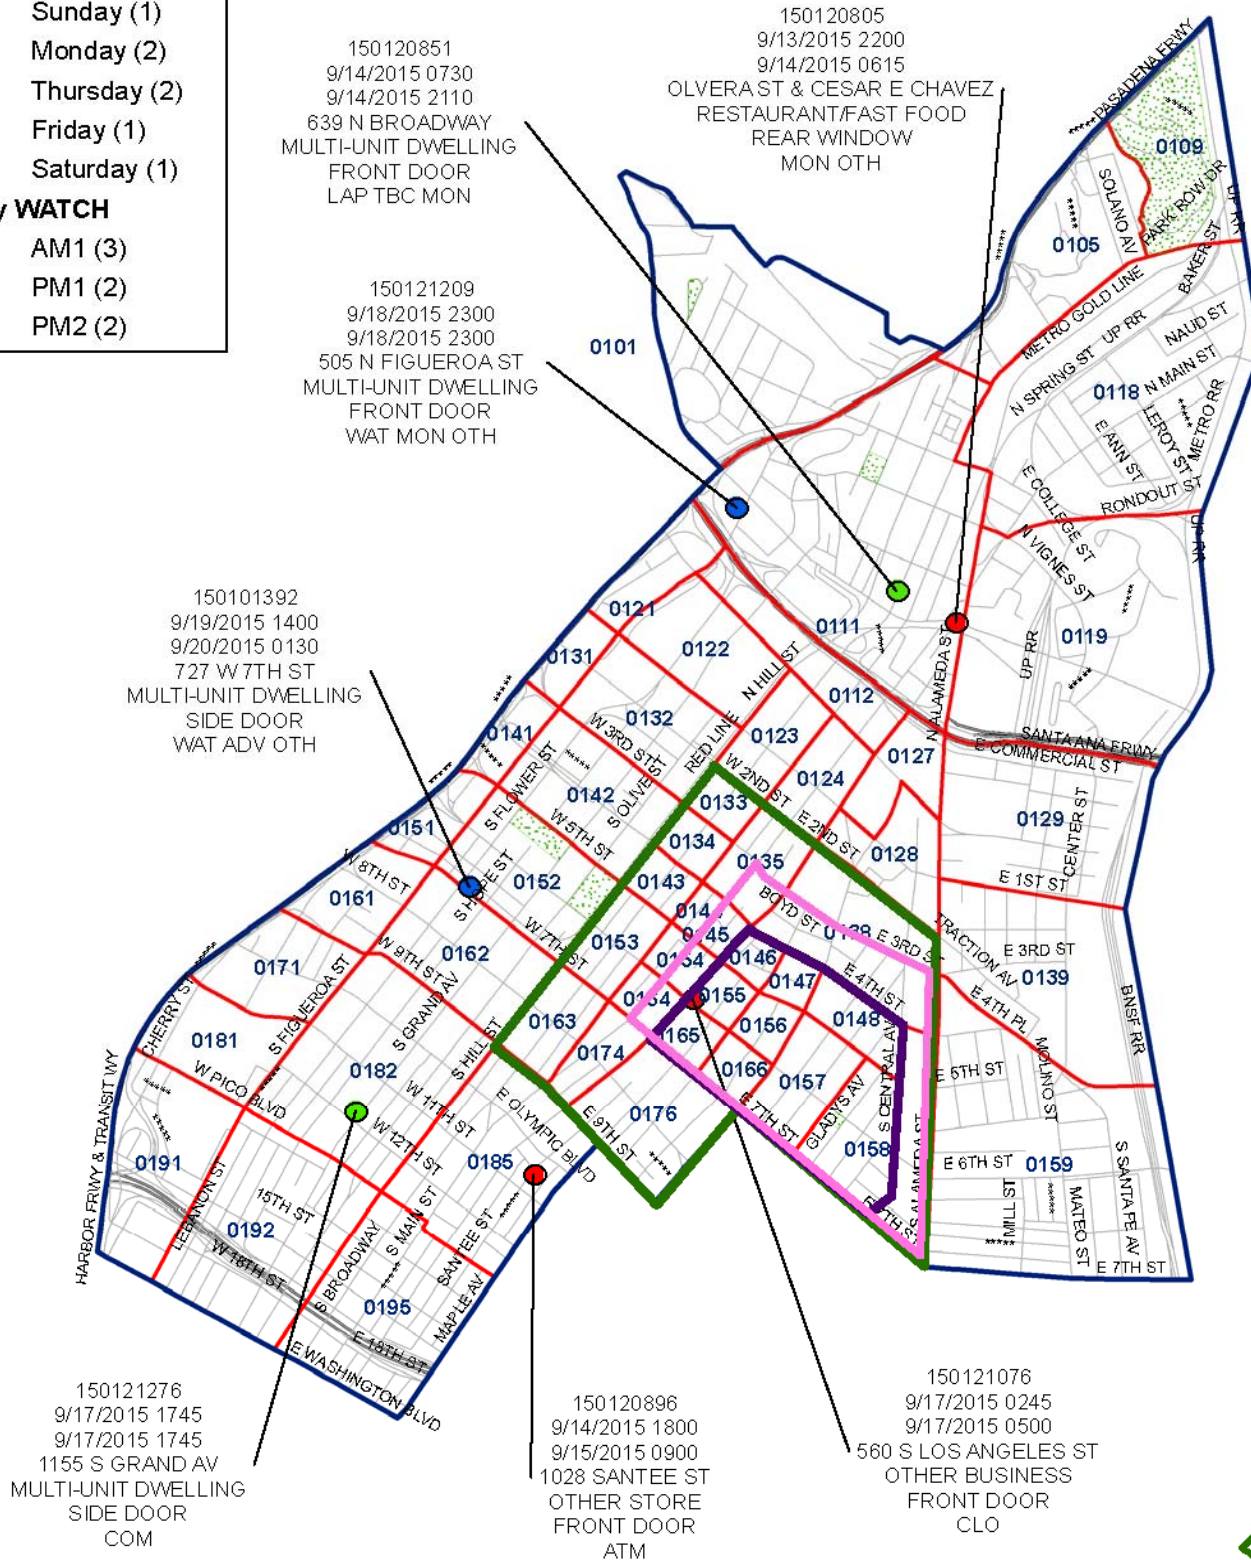 Sunday (1)
Monday (2)
Thursday (2)
Friday (1)
Saturday (1)
WATCH
AM1 (3)
PM1 (2)
PM2 (2)
150120851
9/14/2015 0730
9/14/2015 2110
639 N BROADWAY
MULTI-UNIT DWELLING
FRONT DOOR
LAP TBC MON
150120805
9/13/2015 2200
9/14/2015 0615
OLVERA ST & CESAR E CHAVEZ
RESTAURANT/FAST FOOD
REAR WINDOW
MON OTH
150121209
9/18/2015 2300
9/18/2015 2300
505 N FIGUEROA ST
MULTI-UNIT DWELLING
FRONT DOOR
WAT MON OTH
150101392
9/19/2015 1400
9/20/2015 0130
727 W 7TH ST
MULTI-UNIT DWELLING
SIDE DOOR
WAT ADV OTH
PASADENA FRWY
0109
SOLANO AV
PARK ROW DR
UP RR
0105
BAKER ST
METRO GOLD LINE
UP RR
NAUD ST
N SPRING ST
0101
0118
N MAIN ST
LEROY ST
METRO RR
E ANN ST
E COLLEGE ST
RONDOUT ST
UP RR
N VIGNES ST
0121
0111
0119
0131
0122
N HILL ST
N ALAMEDA ST
UP RR
0112
0132
RED LINE
0123
0127
SANTA ANA FRWY
E COMMERCIAL ST
0141
W 3RD ST
S FLOWER ST
0142
S OLIVE ST
W 2ND ST
0124
0133
0129
CENTER ST
0151
W 5TH ST
0134
E 2ND ST
0128
0135
W 8TH ST
0161
S HOPE ST
0152
0143
E 1ST ST
BOYD ST
E 3RD ST
TRACTION AV
E 3RD ST
0139
0153
W 7TH ST
0146
0147
E 4TH ST
E 4TH PL
0171
W 9TH ST
0162
0155
0148
BNSF RR
CHERRY ST
S FIGUEROA ST
S GRAND AV
S HILL ST
0163
0156
S CENTRAL AV
0181
0174
0166
0157
E 5TH ST
MOLINO ST
0182
W PICO BLVD
W 11TH ST
E OLYMPIC BLVD
E 9TH ST
0176
E 7TH ST
GLADYS AV
0158
S ALAMEDA ST
HARBOR FRWY & TRANSIT WY
0191
W 12TH ST
0185
E 6TH ST
0159
LEBANON ST
15TH ST
0192
W 18TH ST
S BROADWAY
S MAIN ST
SANTEE ST
MAPLE AV
MILL ST
MATEO ST
S SANTA FE AV
E 7TH ST
0195
E 18TH ST
E WASHINGTON BLVD
150121276
9/17/2015 1745
9/17/2015 1745
1155 S GRAND AV
MULTI-UNIT DWELLING
SIDE DOOR
COM
150120896
9/14/2015 1800
9/15/2015 0900
1028 SANTEE ST
OTHER STORE
FRONT DOOR
ATM
150121076
9/17/2015 0245
9/17/2015 0500
560 S LOS ANGELES ST
OTHER BUSINESS
FRONT DOOR
CLO